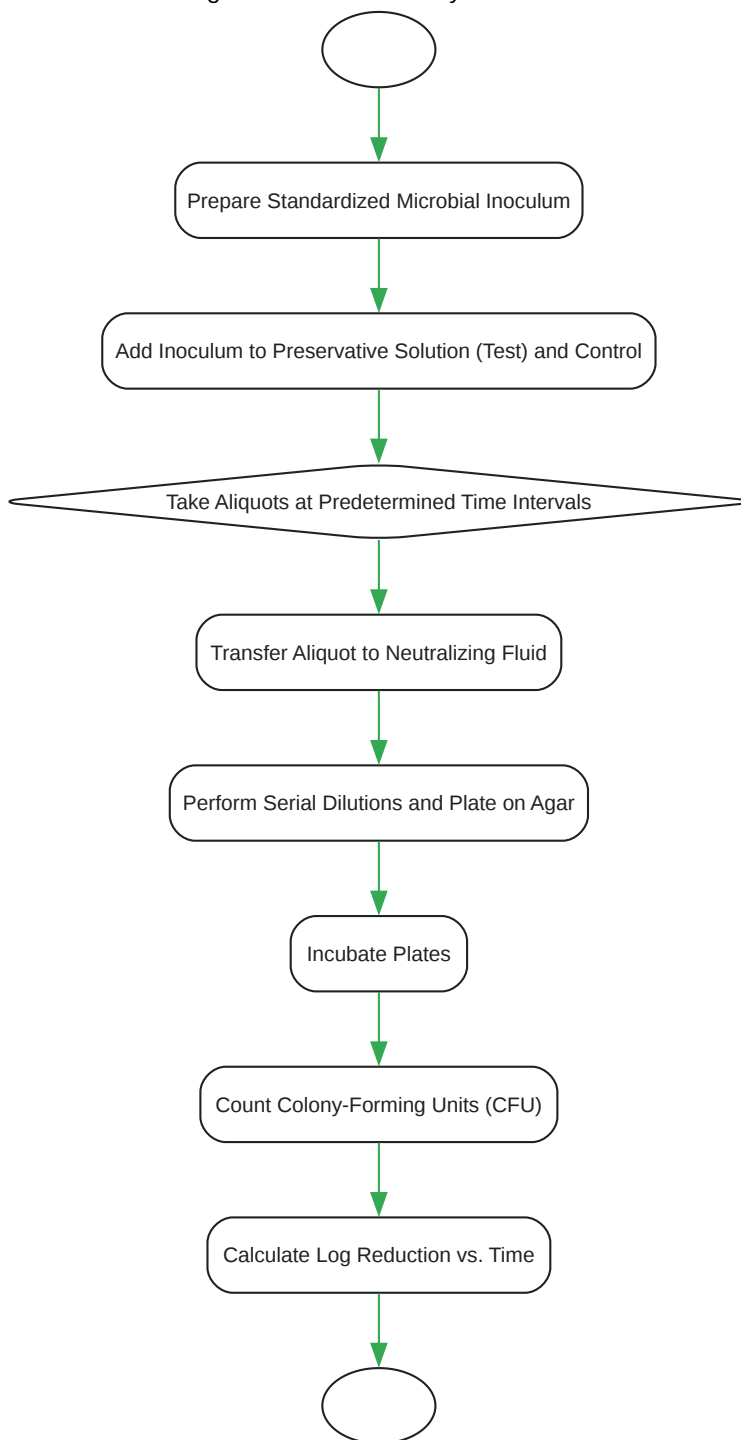 Prepare Standardized Microbial Inoculum
Add Inoculum to Preservative Solution (Test) and Control
Take Aliquots at Predetermined Time Intervals
Transfer Aliquot to Neutralizing Fluid
Perform Serial Dilutions and Plate on Agar
Incubate Plates
Count Colony-Forming Units (CFU)
Calculate Log Reduction vs. Time